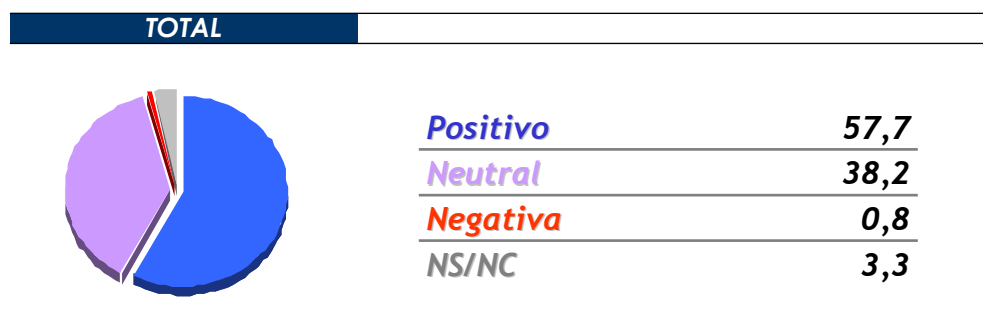 TOTAL
Positivo 57,7
Neutral 38,2
Negativa 0,8
NS/NC 3,3